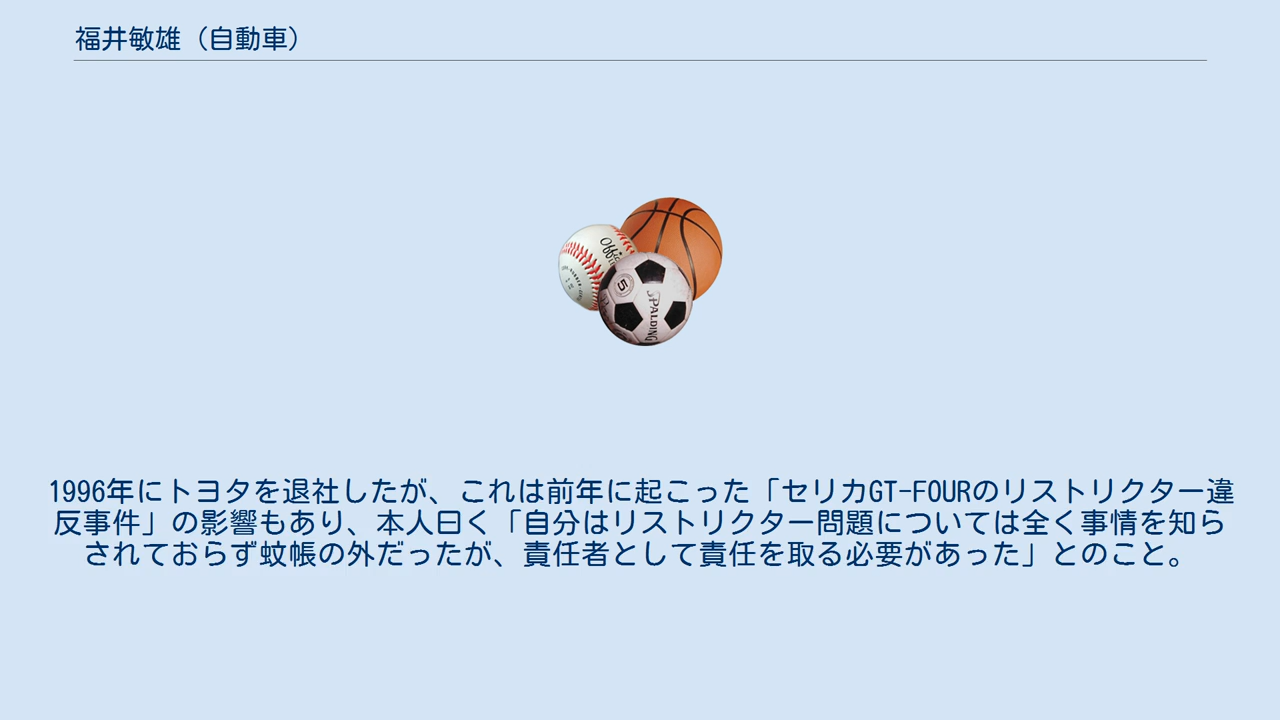 福井敏雄（自動車）
Offic
5
SPALDING
1996年にトヨタを退社したが、これは前年に起こった「セリカGT-FOURのリストリクター違
反事件」の影響もあり、本人曰く「自分はリストリクター問題については全く事情を知ら
されておらず蚊帳の外だったが、責任者として責任を取る必要があった」とのこと。